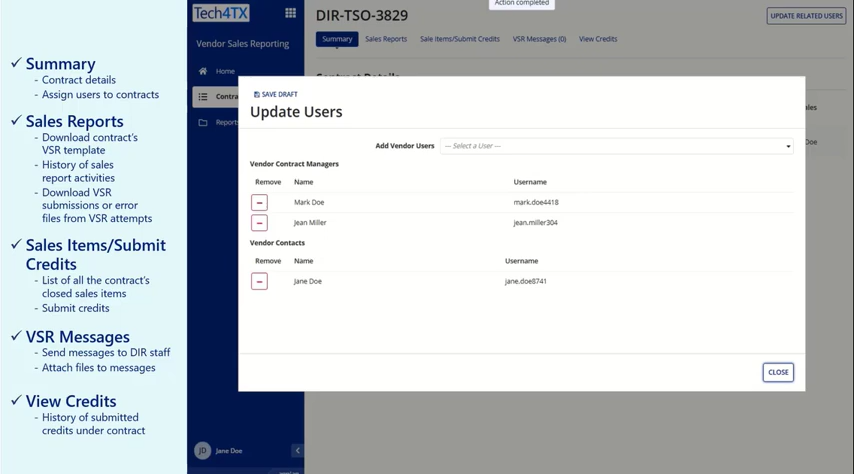 ✓ Summary
- Contract details
- Assign users to contracts
✓ Sales Reports
- Download contract's
VSR template
- History of sales
report activities
- Download VSR
submissions or error
files from VSR attempts
✓ Sales Items/Submit
Credits
- List of all the contract's
closed sales items
- Submit credits
✓ VSR Messages
- Send messages to DIR staff
- Attach files to messages
✓ View Credits
- History of submitted
credits under contract
Tech4TX
Vendor Sales Reporting
Home
Contra
Reports
JD Jane Doe
Action completed
DIR-TSO-3829
UPDATE RELATED USERS
Summary Sales Reports Sale Items/Submit Credits VSR Messages (0) View Credits
ales
Doe
SAVE DRAFT
Update Users
Add Vendor Users --- Select a User ---
Vendor Contract Managers
Remove Name Username
Mark Doe mark.doe4418
Jean Miller jean.miller304
Vendor Contacts
Remove Name Username
Jane Doe jane.doe8741
CLOSE